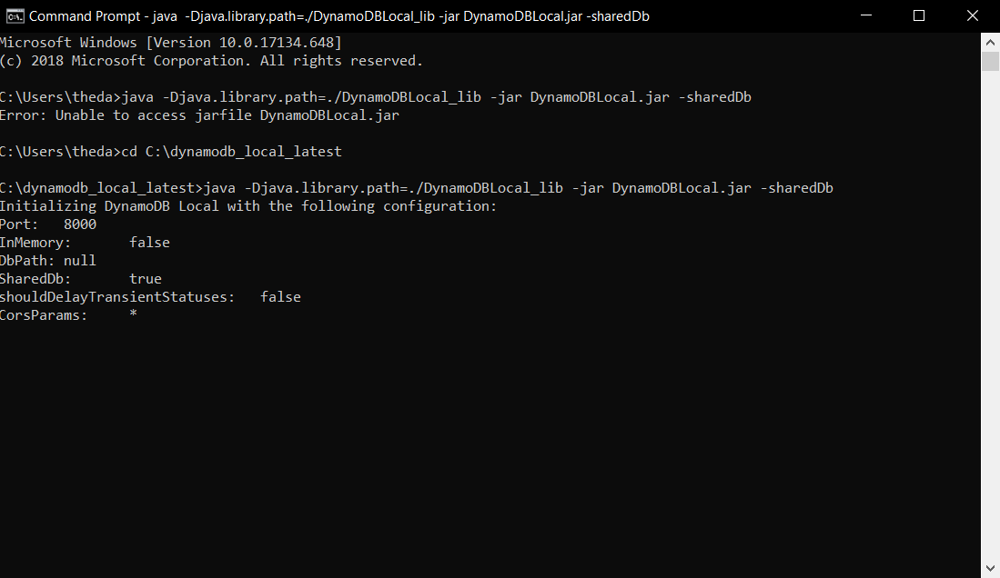 Command Prompt - java  -Djava.library.path=./DynamoDBLocal_lib -jar DynamoDBLocal.jar -sharedDb
Microsoft Windows [Version 10.0.17134.648]
(c) 2018 Microsoft Corporation. All rights reserved.
C:\Users\theda>java -Djava.library.path=./DynamoDBLocal_lib -jar DynamoDBLocal.jar -sharedDb
Error: Unable to access jarfile DynamoDBLocal.jar
C:\Users\theda>cd C:\dynamodb_local_latest
C:\dynamodb_local_latest>java -Djava.library.path=./DynamoDBLocal_lib -jar DynamoDBLocal.jar -sharedDb
Initializing DynamoDB Local with the following configuration:
Port:   8000
InMemory:       false
DbPath: null
SharedDb:       true
shouldDelayTransientStatuses:   false
CorsParams:     *